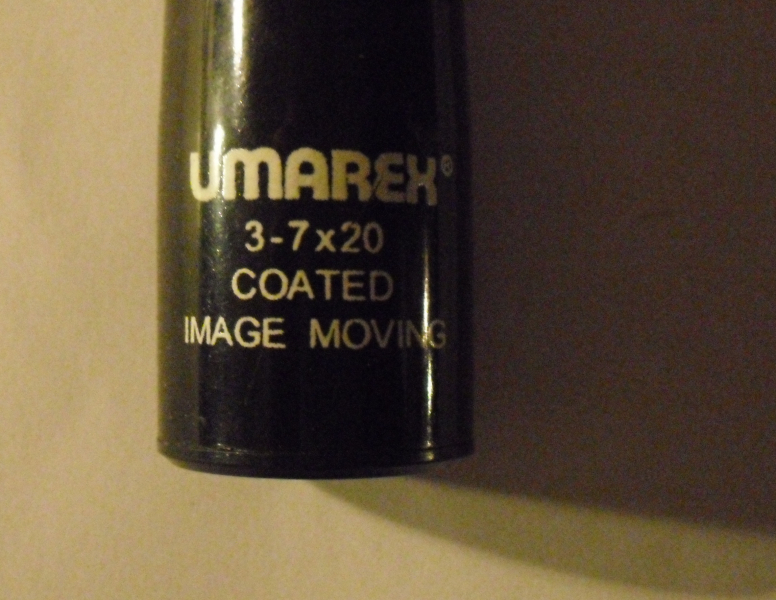 UMAREX®
3-7x20
COATED
IMAGE MOVING